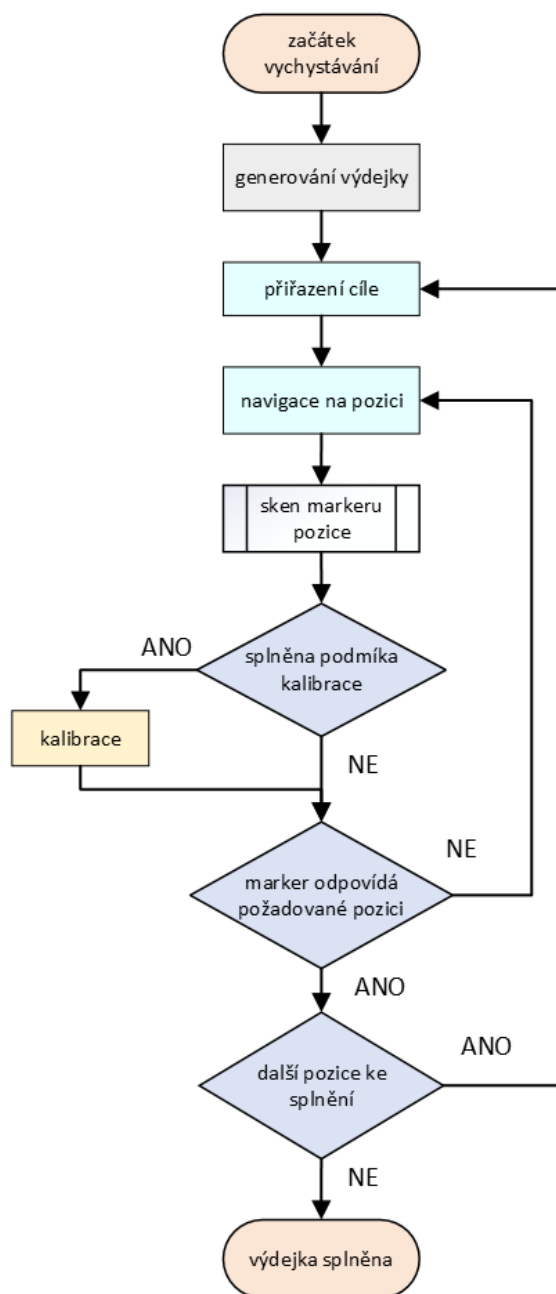 začátek
vychystávání
generování výdejky
přiřazení cíle
navigace na pozici
sken markeru
pozice
ANO
splněna podmíka
kalibrace
kalibrace
NE
NE
marker odpovídá
požadované pozici
ANO
ANO
další pozice ke
splnění
NE
výdejka splněna